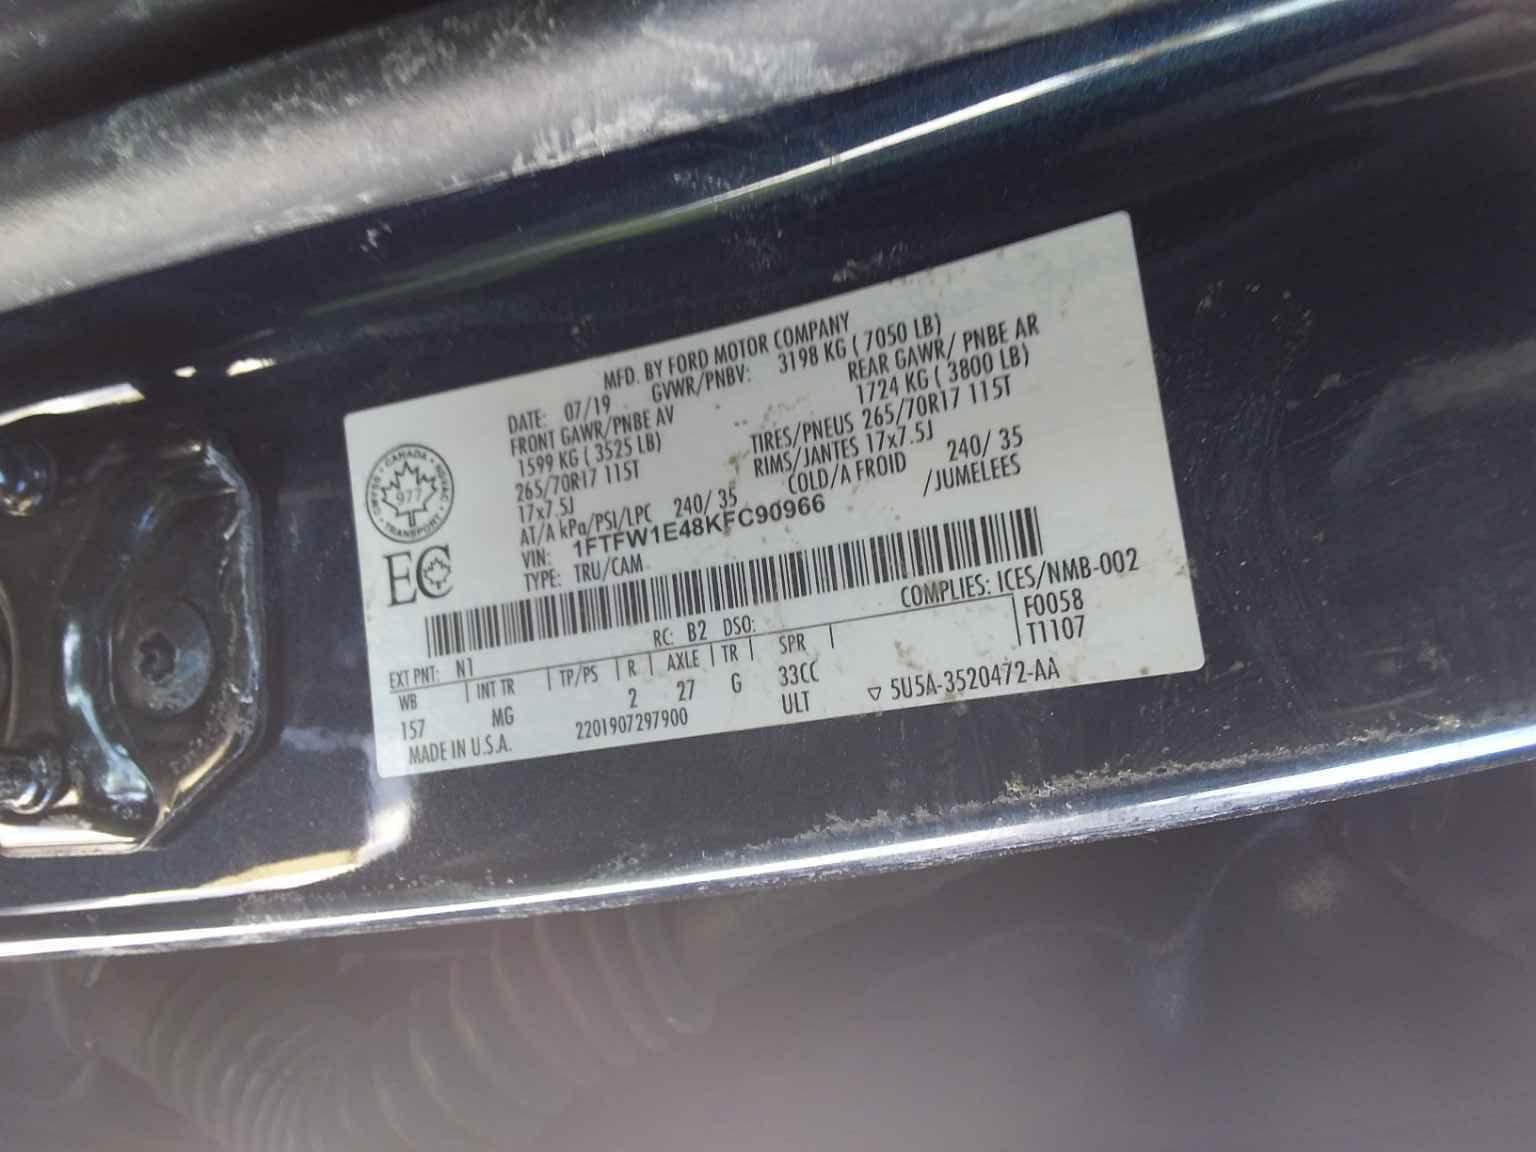 MFD. BY FORD MOTOR COMPANY
DATE: 07/19 GVWR/PNBV: 3198 KG ( 7050 LB)
FRONT GAWR/PNBE AV REAR GAWR/ PNBE AR
1599 KG ( 3525 LB) 1724 KG ( 3800 LB)
265/70R17 115T TIRES/PNEUS 265/70R17 115T
17x7.5J RIMS/JANTES 17x7.5J
AT/A kPa/PSI/LPC 240/ 35 COLD/A FROID 240/ 35
VIN: 1FTFW1E48KFC90966 /JUMELEES
TYPE: TRU/CAM
CANADA
NSVAC
TRANSPORT
977
EC
COMPLIES: ICES/NMB-002
RC: B2 DSO:
F0058
T1107
EXT PNT: N1
WB INT TR TP/PS R AXLE TR SPR
157 MG 2 27 G 33CC
MADE IN U.S.A. 2201907297900 ULT
5U5A-3520472-AA